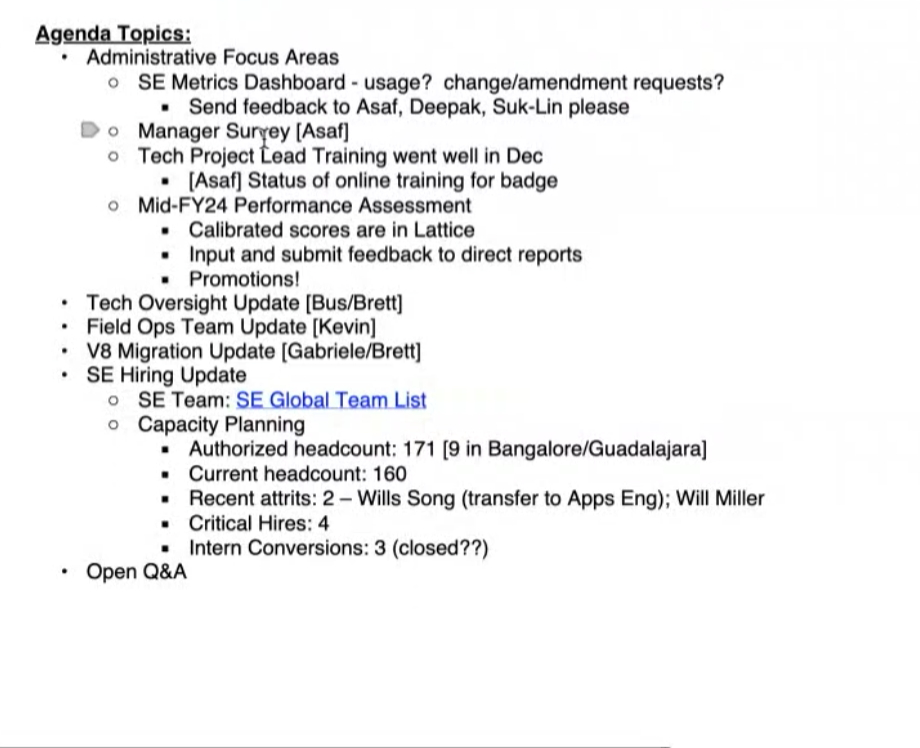 Agenda Topics:
• Administrative Focus Areas
o SE Metrics Dashboard - usage?  change/amendment requests?
▪ Send feedback to Asaf, Deepak, Suk-Lin please
o Manager Survey [Asaf]
o Tech Project Lead Training went well in Dec
▪ [Asaf] Status of online training for badge
o Mid-FY24 Performance Assessment
▪ Calibrated scores are in Lattice
▪ Input and submit feedback to direct reports
▪ Promotions!
• Tech Oversight Update [Bus/Brett]
• Field Ops Team Update [Kevin]
• V8 Migration Update [Gabriele/Brett]
• SE Hiring Update
o SE Team: SE Global Team List
o Capacity Planning
▪ Authorized headcount: 171 [9 in Bangalore/Guadalajara]
▪ Current headcount: 160
▪ Recent attrits: 2 – Wills Song (transfer to Apps Eng); Will Miller
▪ Critical Hires: 4
▪ Intern Conversions: 3 (closed??)
• Open Q&A